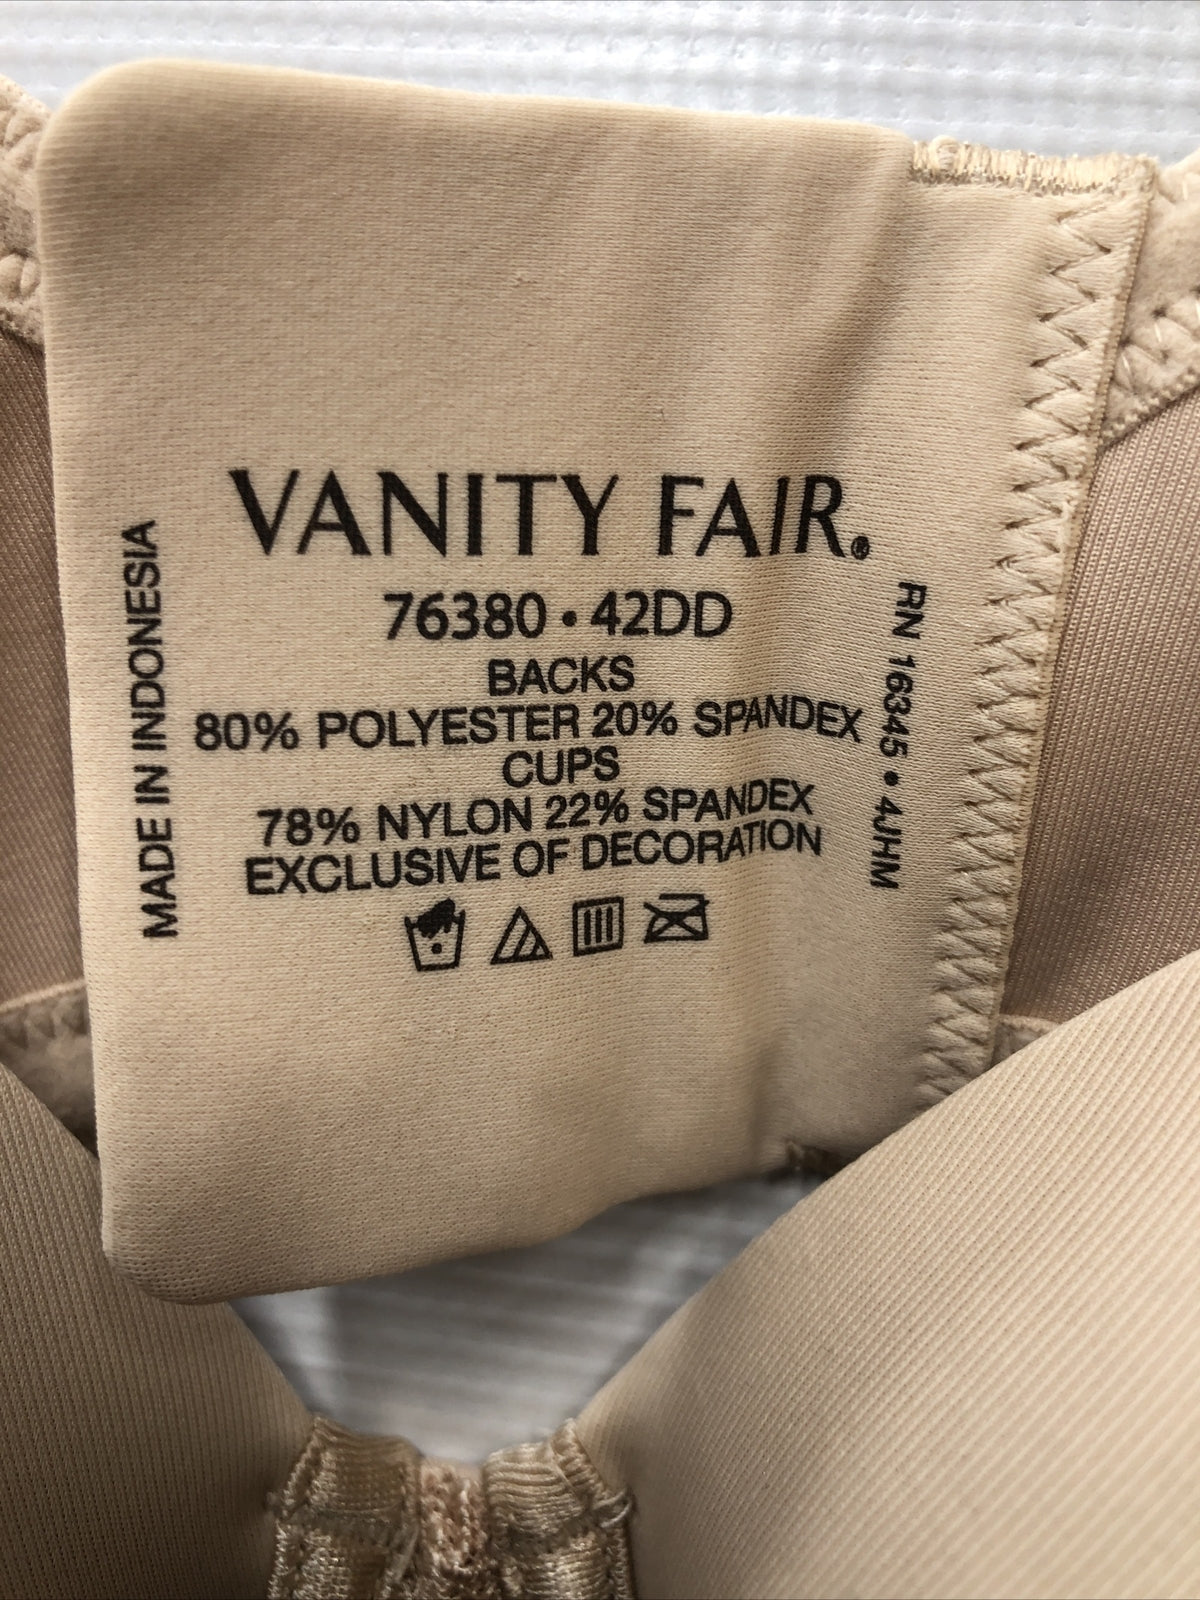 VANITY FAIR®
76380 • 42DD
BACKS
80% POLYESTER 20% SPANDEX
CUPS
78% NYLON 22% SPANDEX
EXCLUSIVE OF DECORATION
MADE IN INDONESIA
RN 16345 • 4JHM